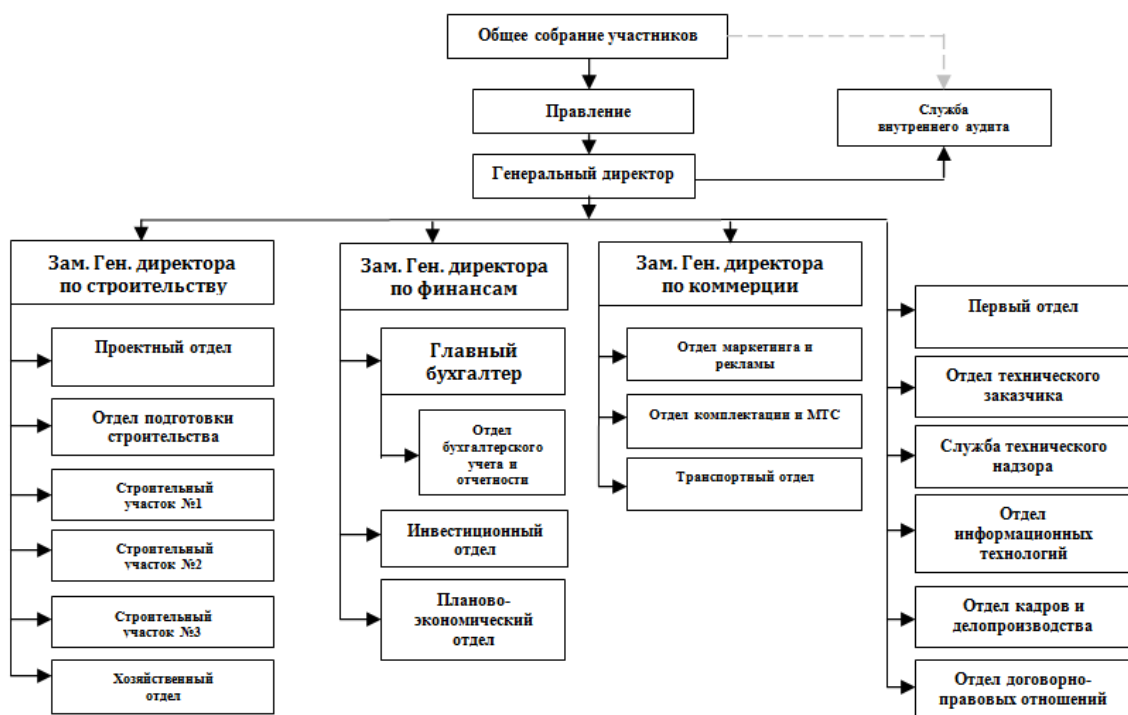 Общее собрание участников
Правление
Служба
внутреннего аудита
Генеральный директор
Зам. Ген. директора
по строительству
Проектный отдел
Отдел подготовки
строительства
Строительный
участок №1
Строительный
участок №2
Строительный
участок №3
Хозяйственный
отдел
Зам. Ген. директора
по финансам
Главный
бухгалтер
Отдел
бухгалтерского
учета и
отчетности
Инвестиционный
отдел
Планово-
экономический
отдел
Зам. Ген. директора
по коммерции
Отдел маркетинга и
рекламы
Отдел комплектации и МТС
Транспортный отдел
Первый отдел
Отдел технического
заказчика
Служба технического
надзора
Отдел
информационных
технологий
Отдел кадров и
делопроизводства
Отдел договорно-
правовых отношений